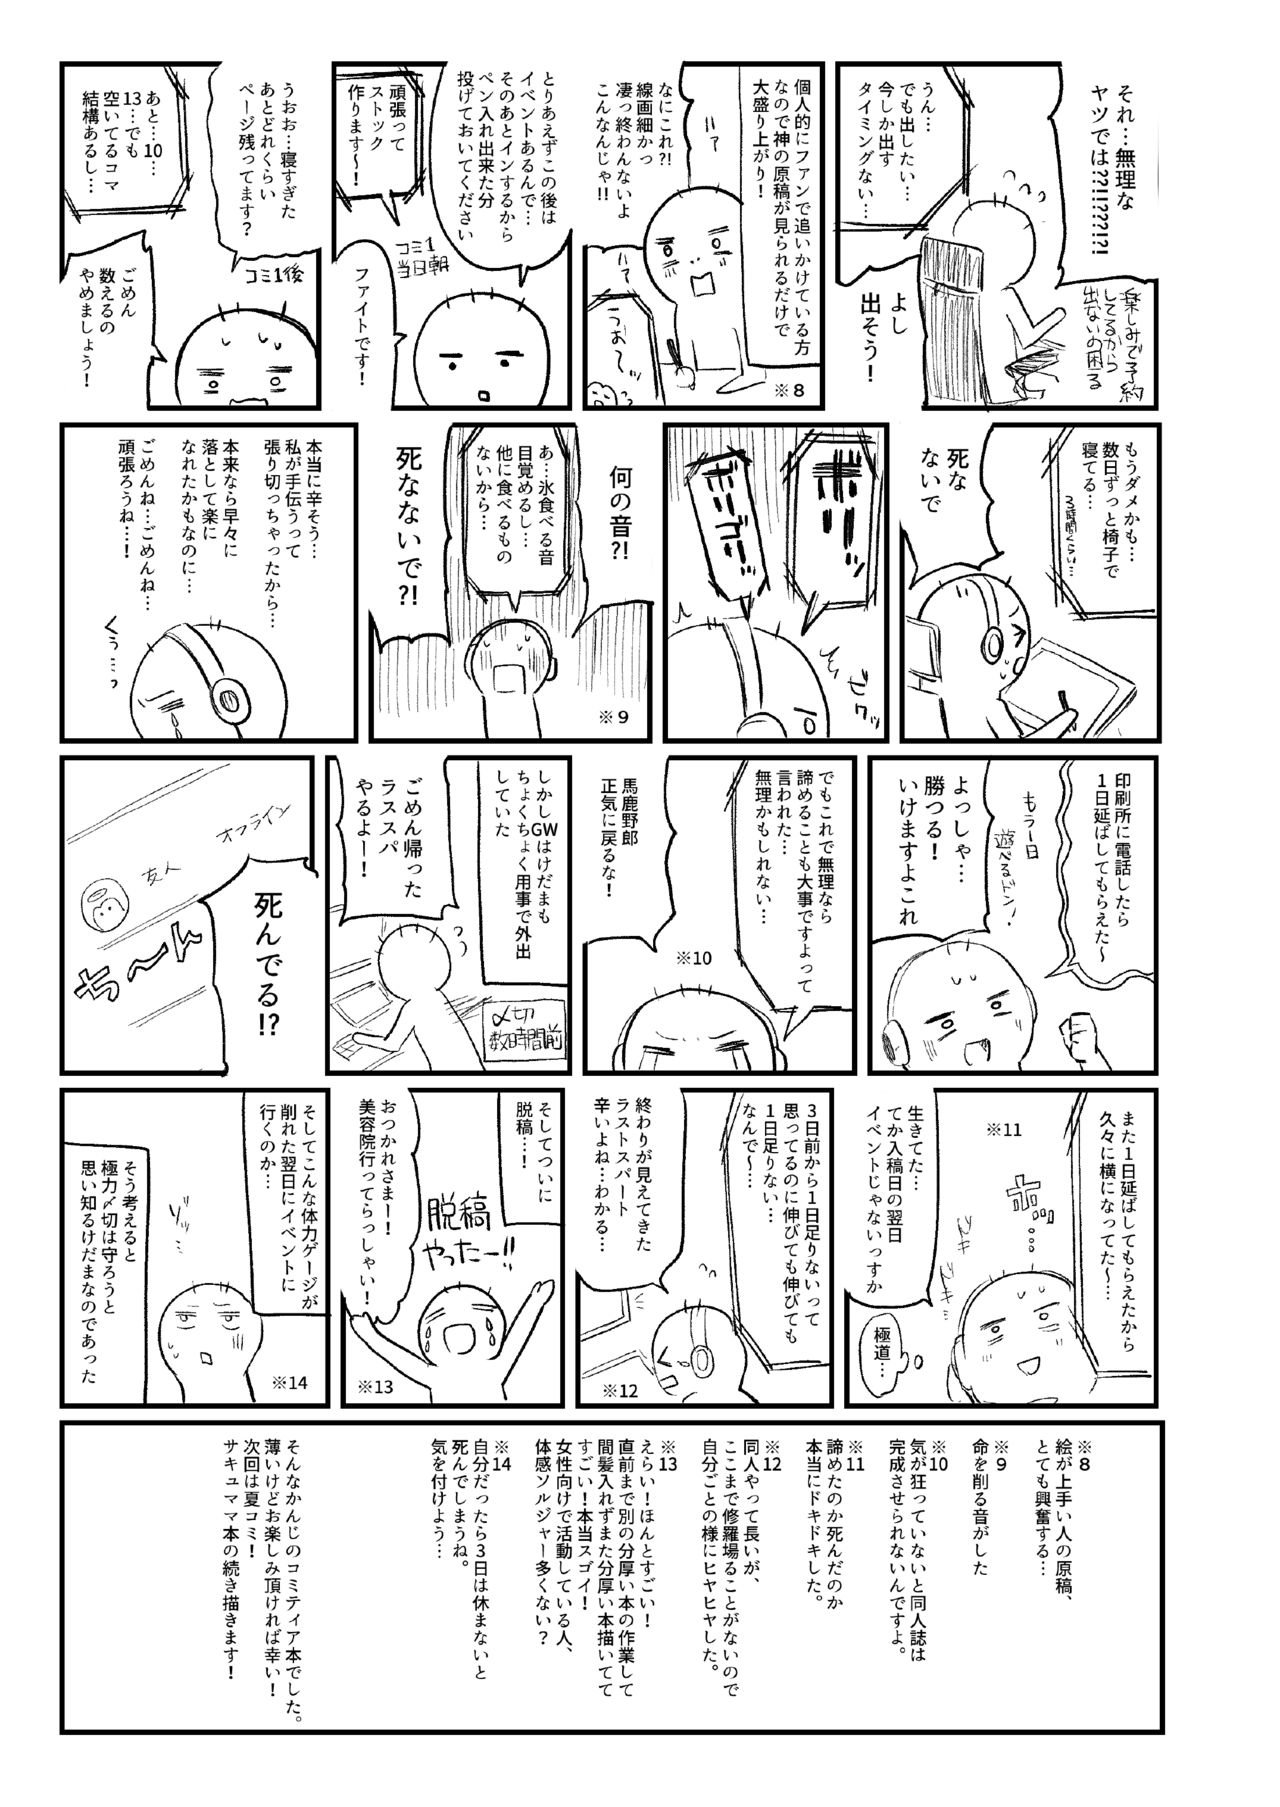 それ…無理な
ヤツでは??!!???!?!
うん…
でも出したい…
今しか出す
タイミングない…
よし
出そう！
楽しみで予約
してるから
出ないの困る
個人的にファンで追いかけている方
なので神の原稿が見られるだけで
大盛り上がり！
なにこれ?!
線画細かっ
凄っ終わんないよ
こんなんじゃ!!
うお〜ッ
※８
とりあえずこの後は
イベントあるんで…
そのあとインするから
ペン入れ出来た分
投げておいてください
頑張って
ストック
作ります〜！
コミ1
当日朝
ファイトです！
うおお…寝すぎた
あとどれくらい
ページ残ってます？
あと…10…
13…でも
空いてるコマ
結構あるし…
コミ1後
ごめん
数えるの
やめましょう！
もうダメかも…
数日ずっと椅子で
寝てる…
3時間くらい…
死な
ないで
ボリッ
ボリゴリッ
ビクッ
何の音?!
あ…氷食べる音
目覚めるし…
他に食べるもの
ないから…
死なないで?!
※９
本当に辛そう…
私が手伝うって
張り切っちゃったから…
本来なら早々に
落として楽に
なれたかもなのに…
ごめんね…ごめんね…
頑張ろうね…！
くぅ…っ
印刷所に電話したら
１日延ばしてもらえた〜
もう一日
遊べるドン！
よっしゃ…
勝つる！
いけますよこれ
でもこれで無理なら
諦めることも大事ですよって
言われた…
無理かもしれない…
馬鹿野郎
正気に戻るな！
※10
しかしGWはけだまも
ちょくちょく用事で外出
していた
ごめん帰った
ラススパ
やるよー！
〆切
数時間前
死んでる!?
オフライン
友人
ち〜ん
また１日延ばしてもらえたから
久々に横になってた〜…
※11
ホッ…
生きてた…
てか入稿日の翌日
イベントじゃないっすか
極道…
３日前から１日足りないって
思ってるのに伸びても伸びても
１日足りない…
なんで〜…
終わりが見えてきた
ラストスパート
辛いよね…わかる…
※12
そしてついに
脱稿…！
脱稿
やったー!!
おつかれさまー！
美容院行ってらっしゃい！
※13
そしてこんな体力ゲージが
削れた翌日にイベントに
行くのか…
ゾッ…
そう考えると
極力〆切は守ろうと
思い知るけだまなのであった
※14
※８
絵が上手い人の原稿、
とても興奮する…
※９
命を削る音がした
※10
気が狂っていないと同人誌は
完成させられないんですよ。
※11
諦めたのか死んだのか
本当にドキドキした。
※12
同人やって長いが、
ここまで修羅場ることがないので
自分ごとの様にヒヤヒヤした。
※13
えらい！ほんとすごい！
直前まで別の分厚い本の作業して
間髪入れずまた分厚い本描いてて
すごい！本当スゴイ！
女性向けで活動している人、
体感ソルジャー多くない？
※14
自分だったら３日は休まないと
死んでしまうね。
気を付けよう…
そんなかんじのコミティア本でした。
薄いけどお楽しみ頂ければ幸い！
次回は夏コミ！
サキュママ本の続き描きます！